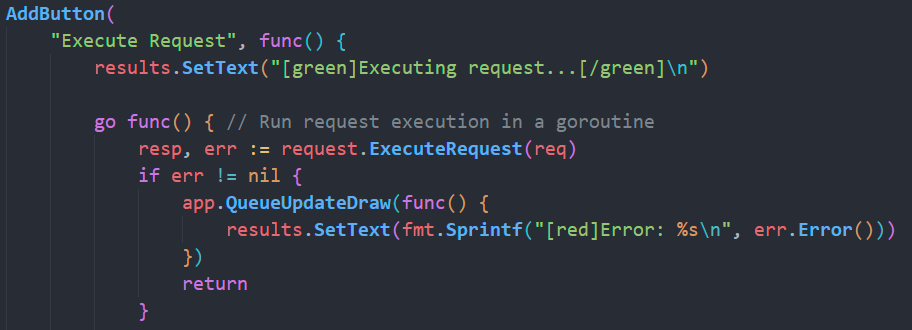 AddButton(
"Execute Request", func() {
results.SetText("[green]Executing request...[/green]\n")
go func() { // Run request execution in a goroutine
resp, err := request.ExecuteRequest(req)
if err != nil {
app.QueueUpdateDraw(func() {
results.SetText(fmt.Sprintf("[red]Error: %s\n", err.Error()))
})
return
}